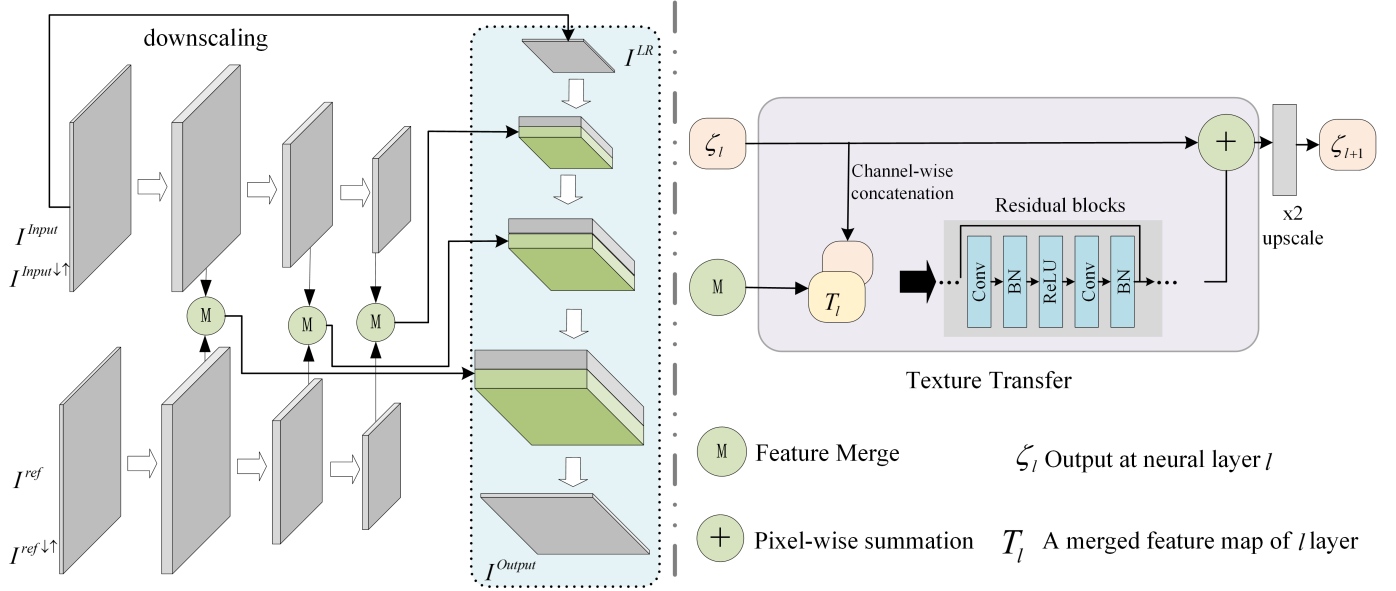 downscaling
I^{LR}
I^{Input}
I^{Input↓↑}
M
M
M
I^{ref}
I^{ref↓↑}
I^{Output}
ζ_l
Channel-wise
concatenation
+
ζ_{l+1}
x2
upscale
Residual blocks
M
T_l
Conv
BN
ReLU
Conv
BN
Texture Transfer
M Feature Merge
ζ_l Output at neural layer l
+ Pixel-wise summation
T_l A merged feature map of l layer